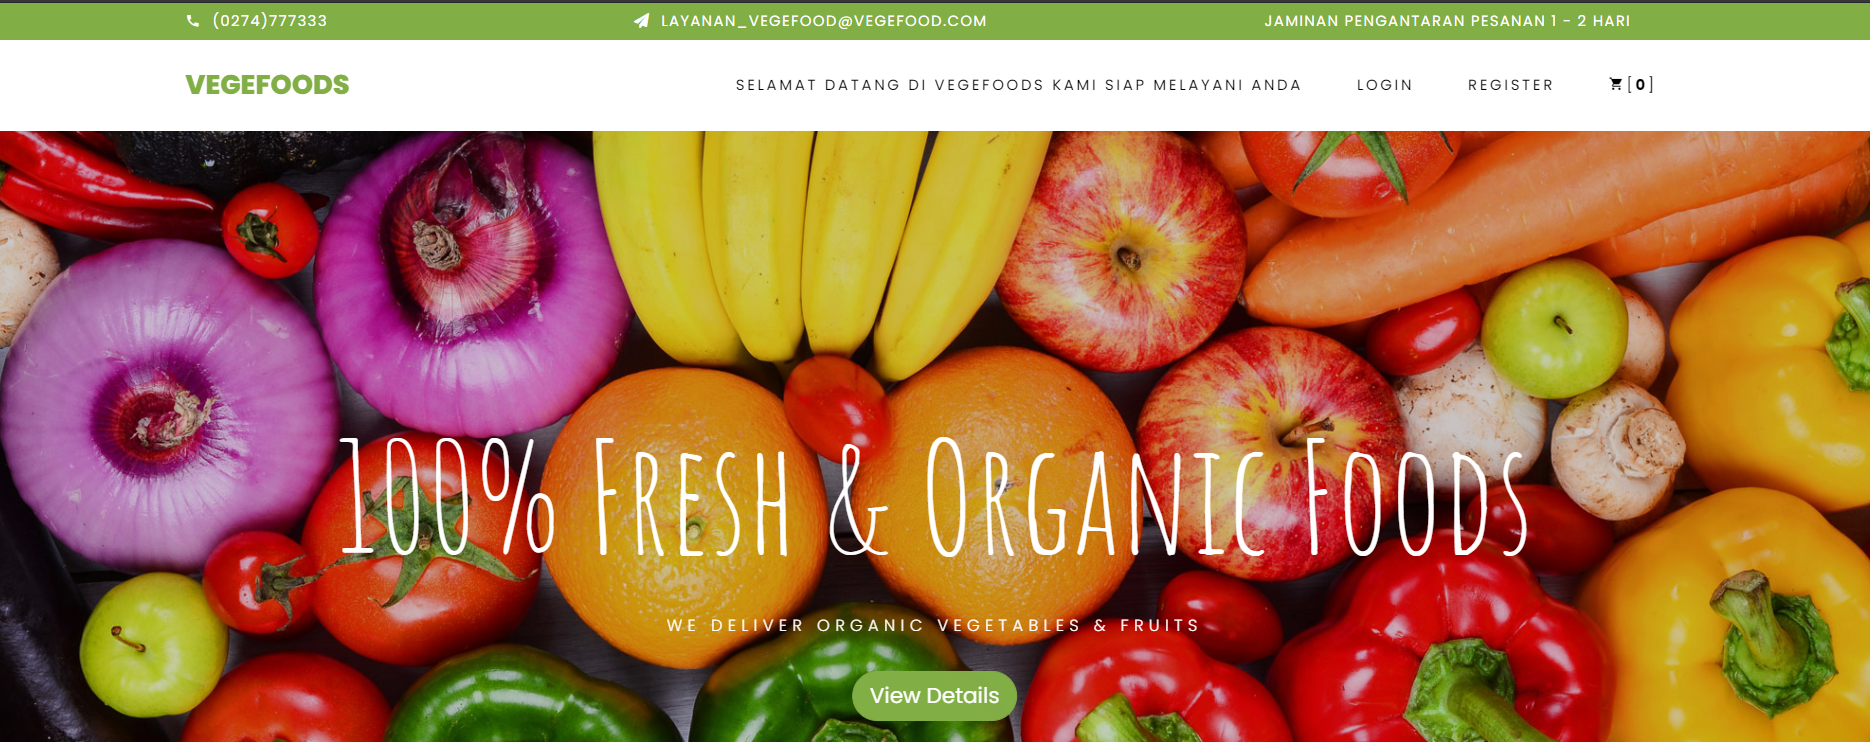 (0274)777333
LAYANAN_VEGEFOOD@VEGEFOOD.COM
JAMINAN PENGANTARAN PESANAN 1 - 2 HARI
VEGEFOODS
SELAMAT DATANG DI VEGEFOODS KAMI SIAP MELAYANI ANDA
LOGIN
REGISTER
[0]
100% FRESH & ORGANIC FOODS
WE DELIVER ORGANIC VEGETABLES & FRUITS
View Details